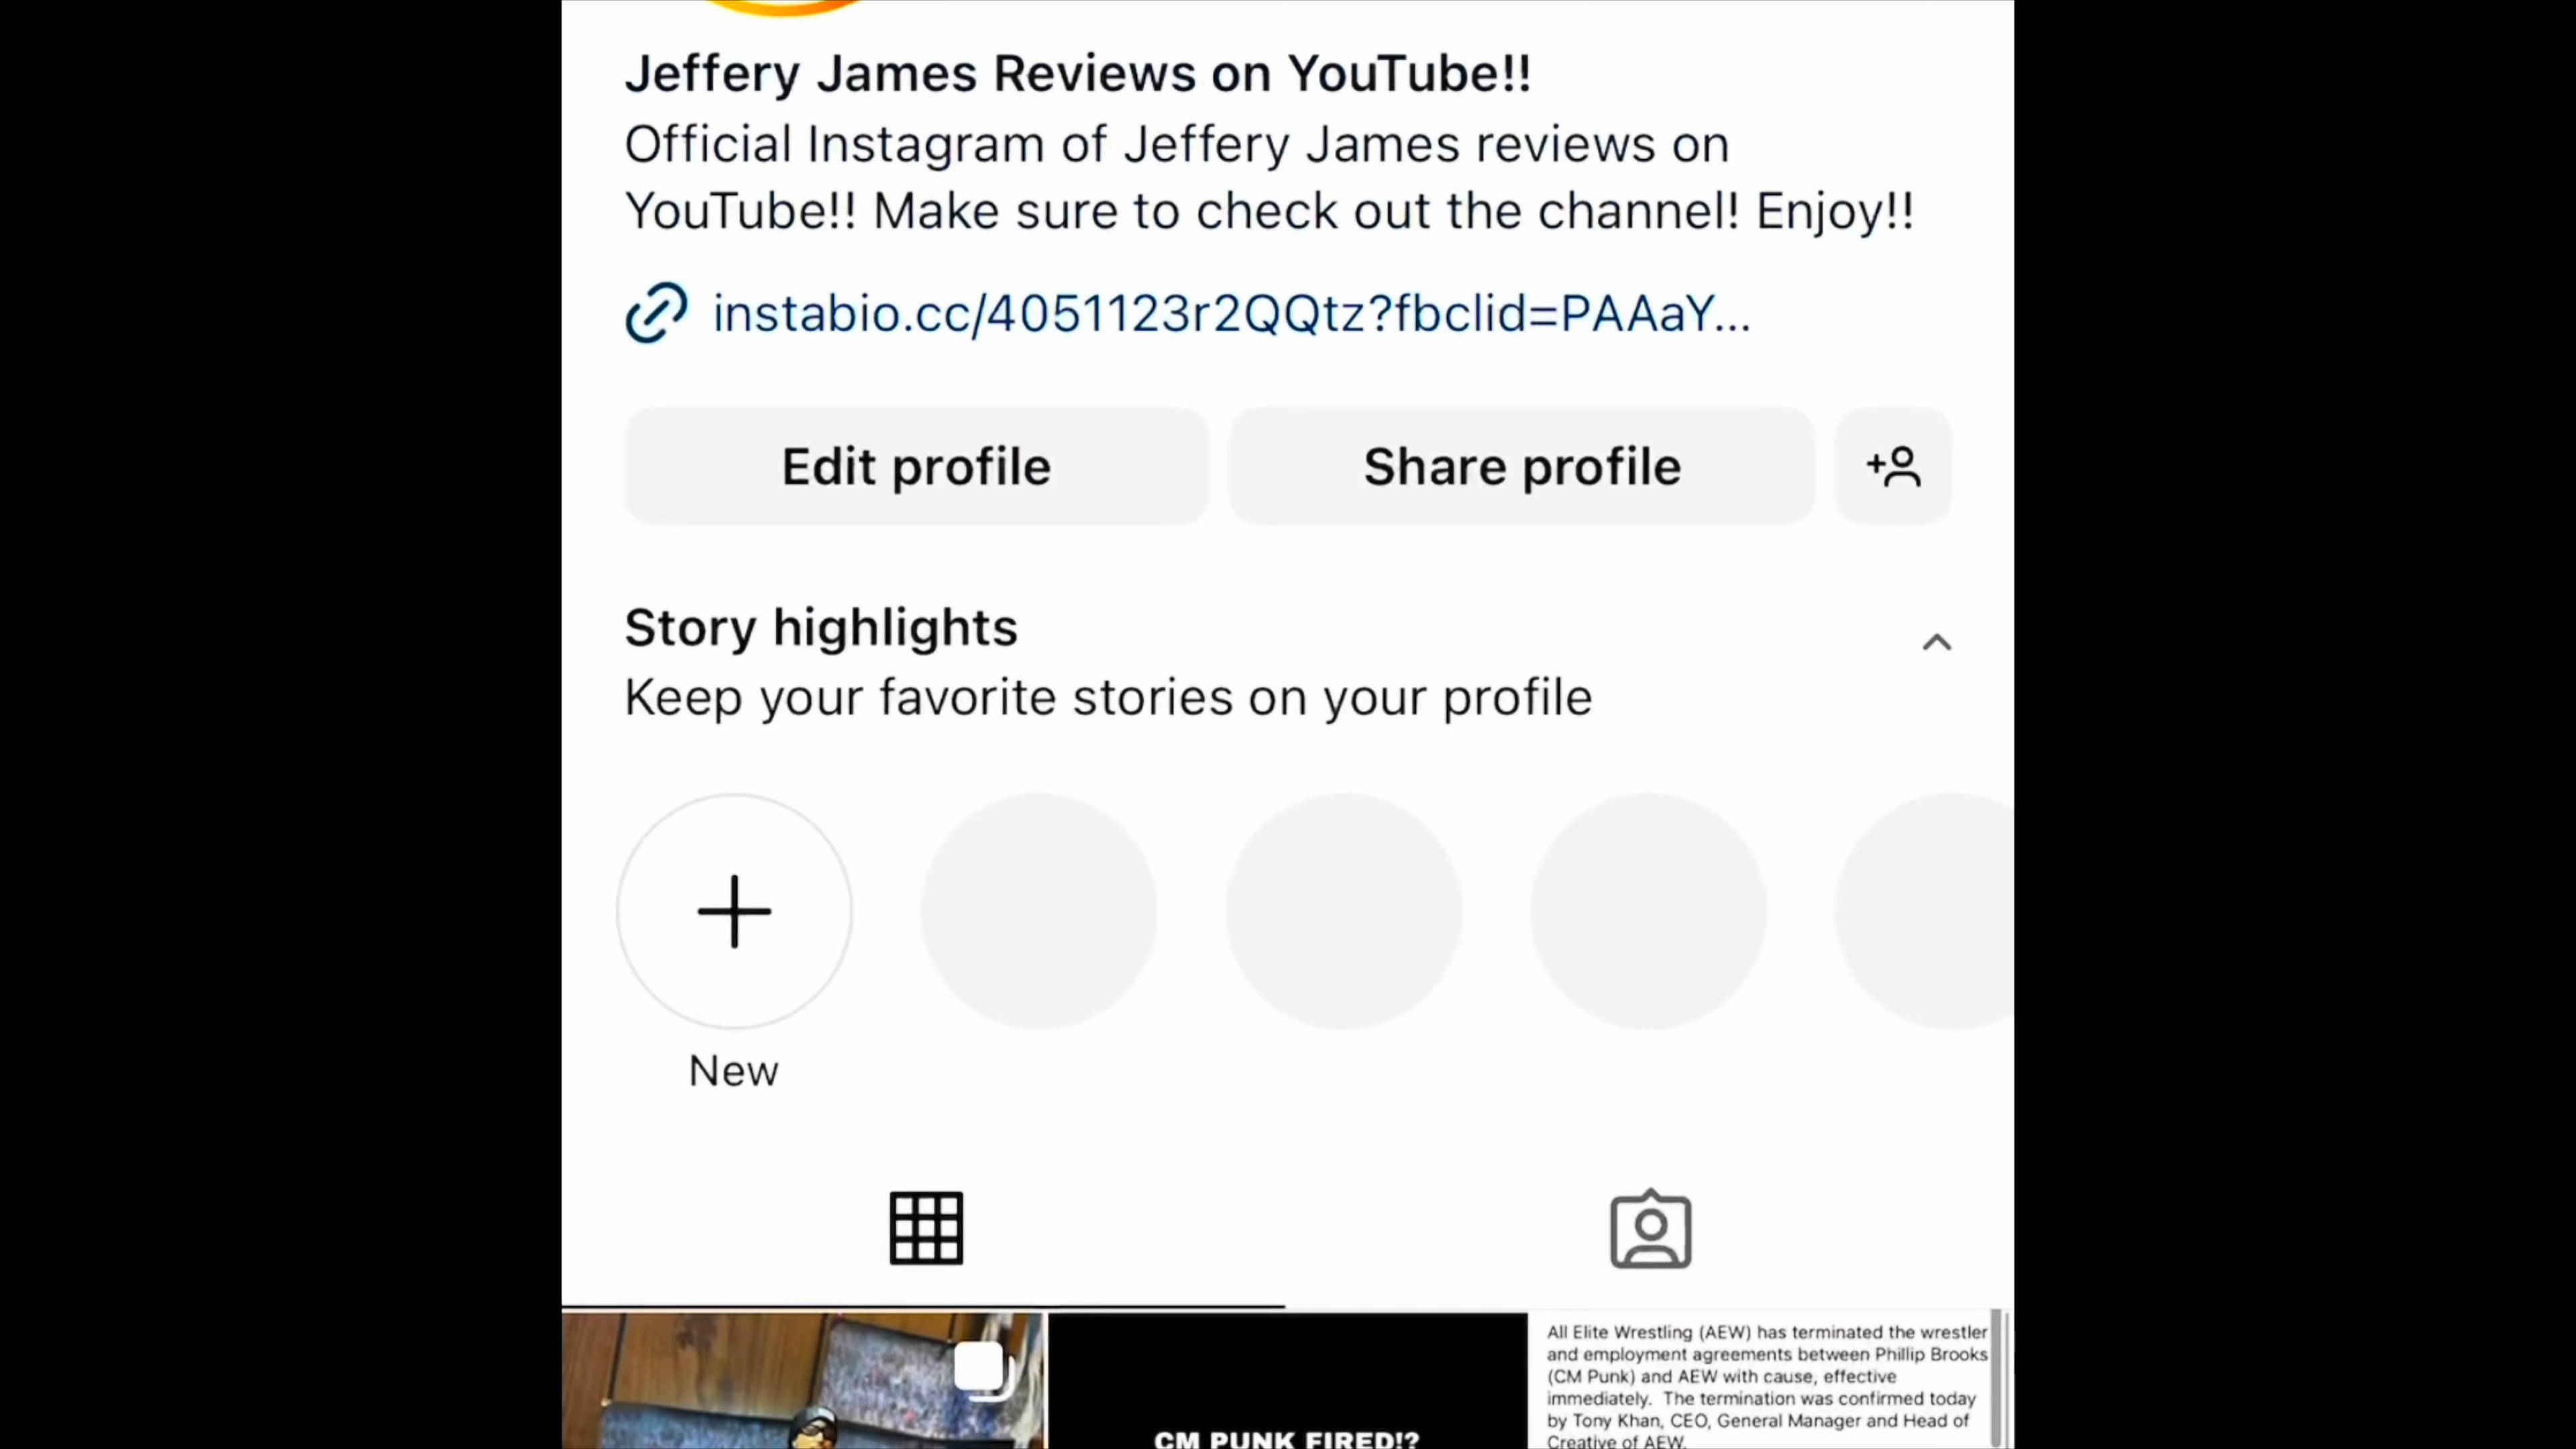 Jeffery James Reviews on YouTube!!
Official Instagram of Jeffery James reviews on
YouTube!! Make sure to check out the channel! Enjoy!!
instabio.cc/4051123r2QQtz?fbclid=PAAaY...
Edit profile
Share profile
Story highlights
Keep your favorite stories on your profile
New
CM PUNK FIRED!?
All Elite Wrestling (AEW) has terminated the wrestler
and employment agreements between Phillip Brooks
(CM Punk) and AEW with cause, effective
immediately. The termination was confirmed today
by Tony Khan, CEO, General Manager and Head of
Creative of AEW.